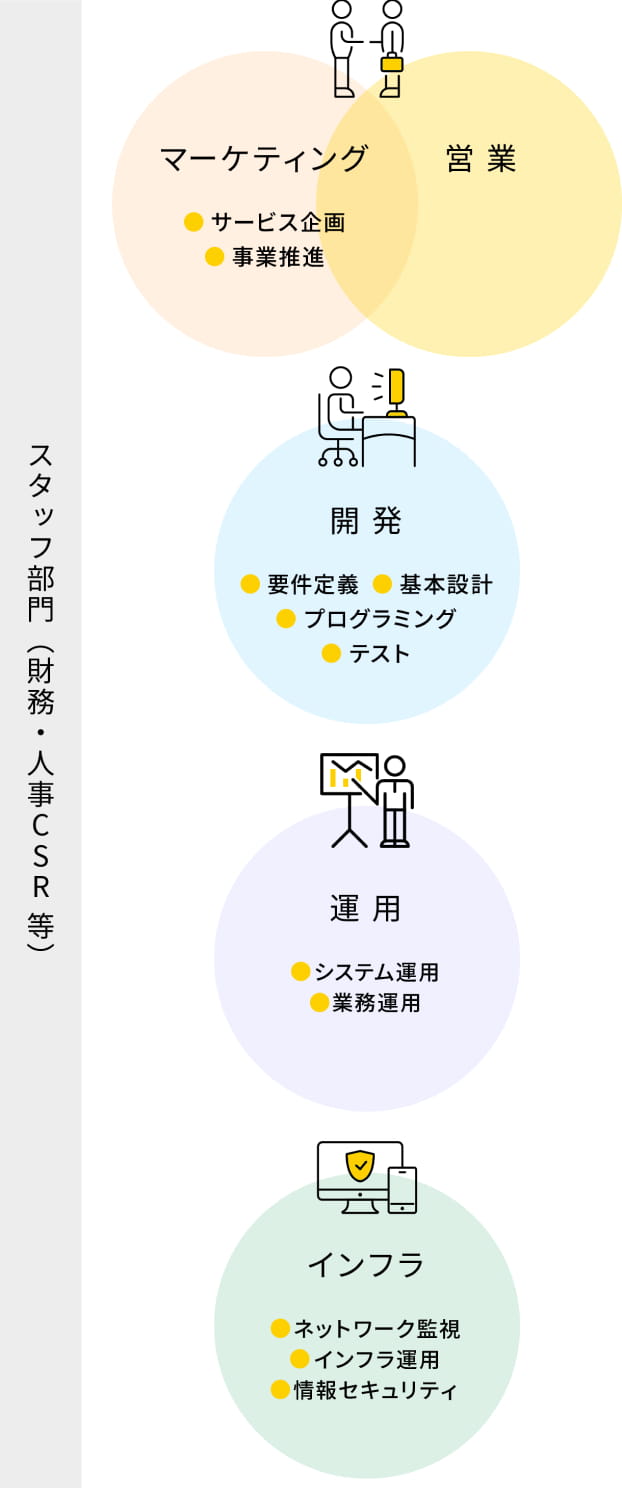 マーケティング
営業
サービス企画
事業推進
開発
要件定義 基本設計
プログラミング
テスト
スタッフ部門（財務・人事CSR等）
運用
システム運用
業務運用
インフラ
ネットワーク監視
インフラ運用
情報セキュリティ